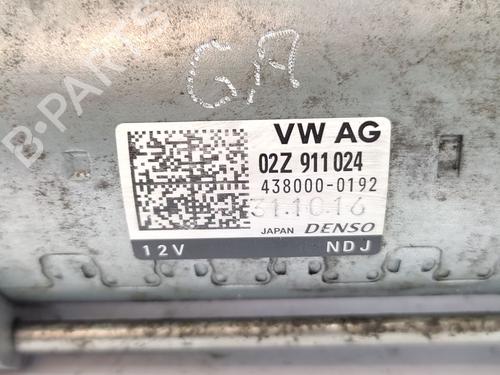 B-PARTS
GA
VW AG
02Z 911 024
438000-0192
31.10.16
JAPAN DENSO
12V NDJ